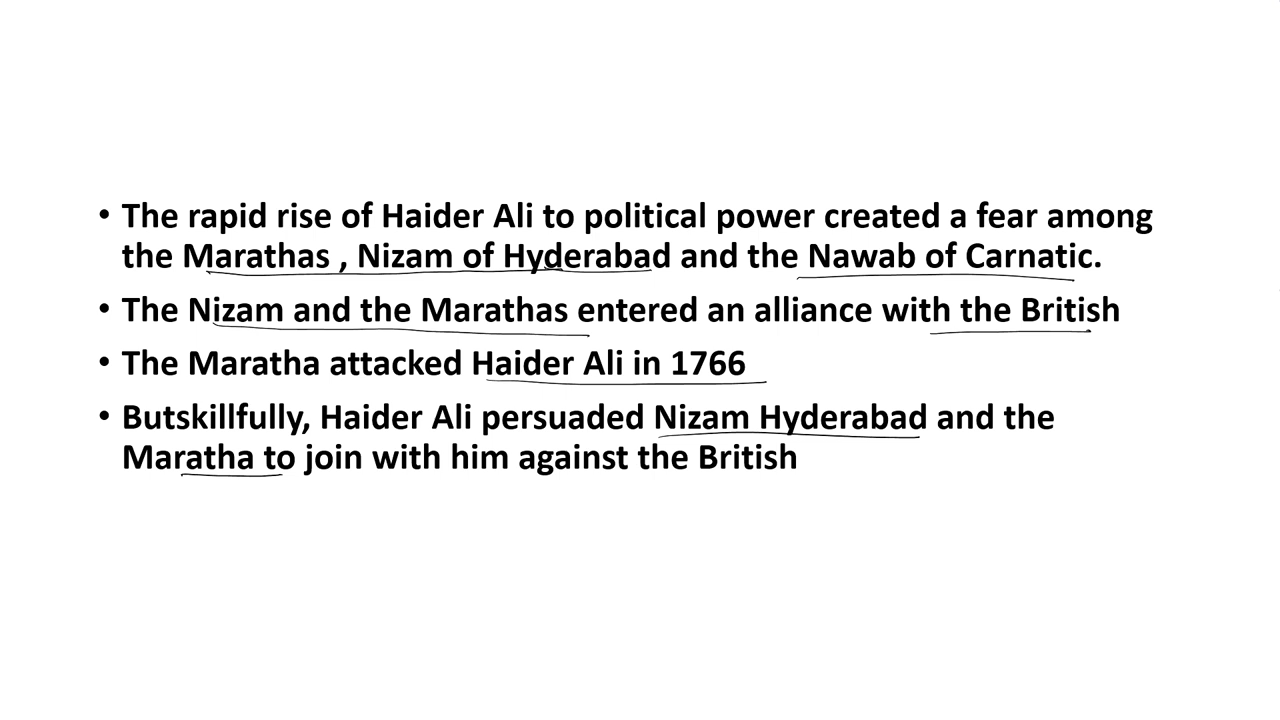 • The rapid rise of Haider Ali to political power created a fear among
the Marathas , Nizam of Hyderabad and the Nawab of Carnatic.
• The Nizam and the Marathas entered an alliance with the British
• The Maratha attacked Haider Ali in 1766
• Butskillfully, Haider Ali persuaded Nizam Hyderabad and the
Maratha to join with him against the British